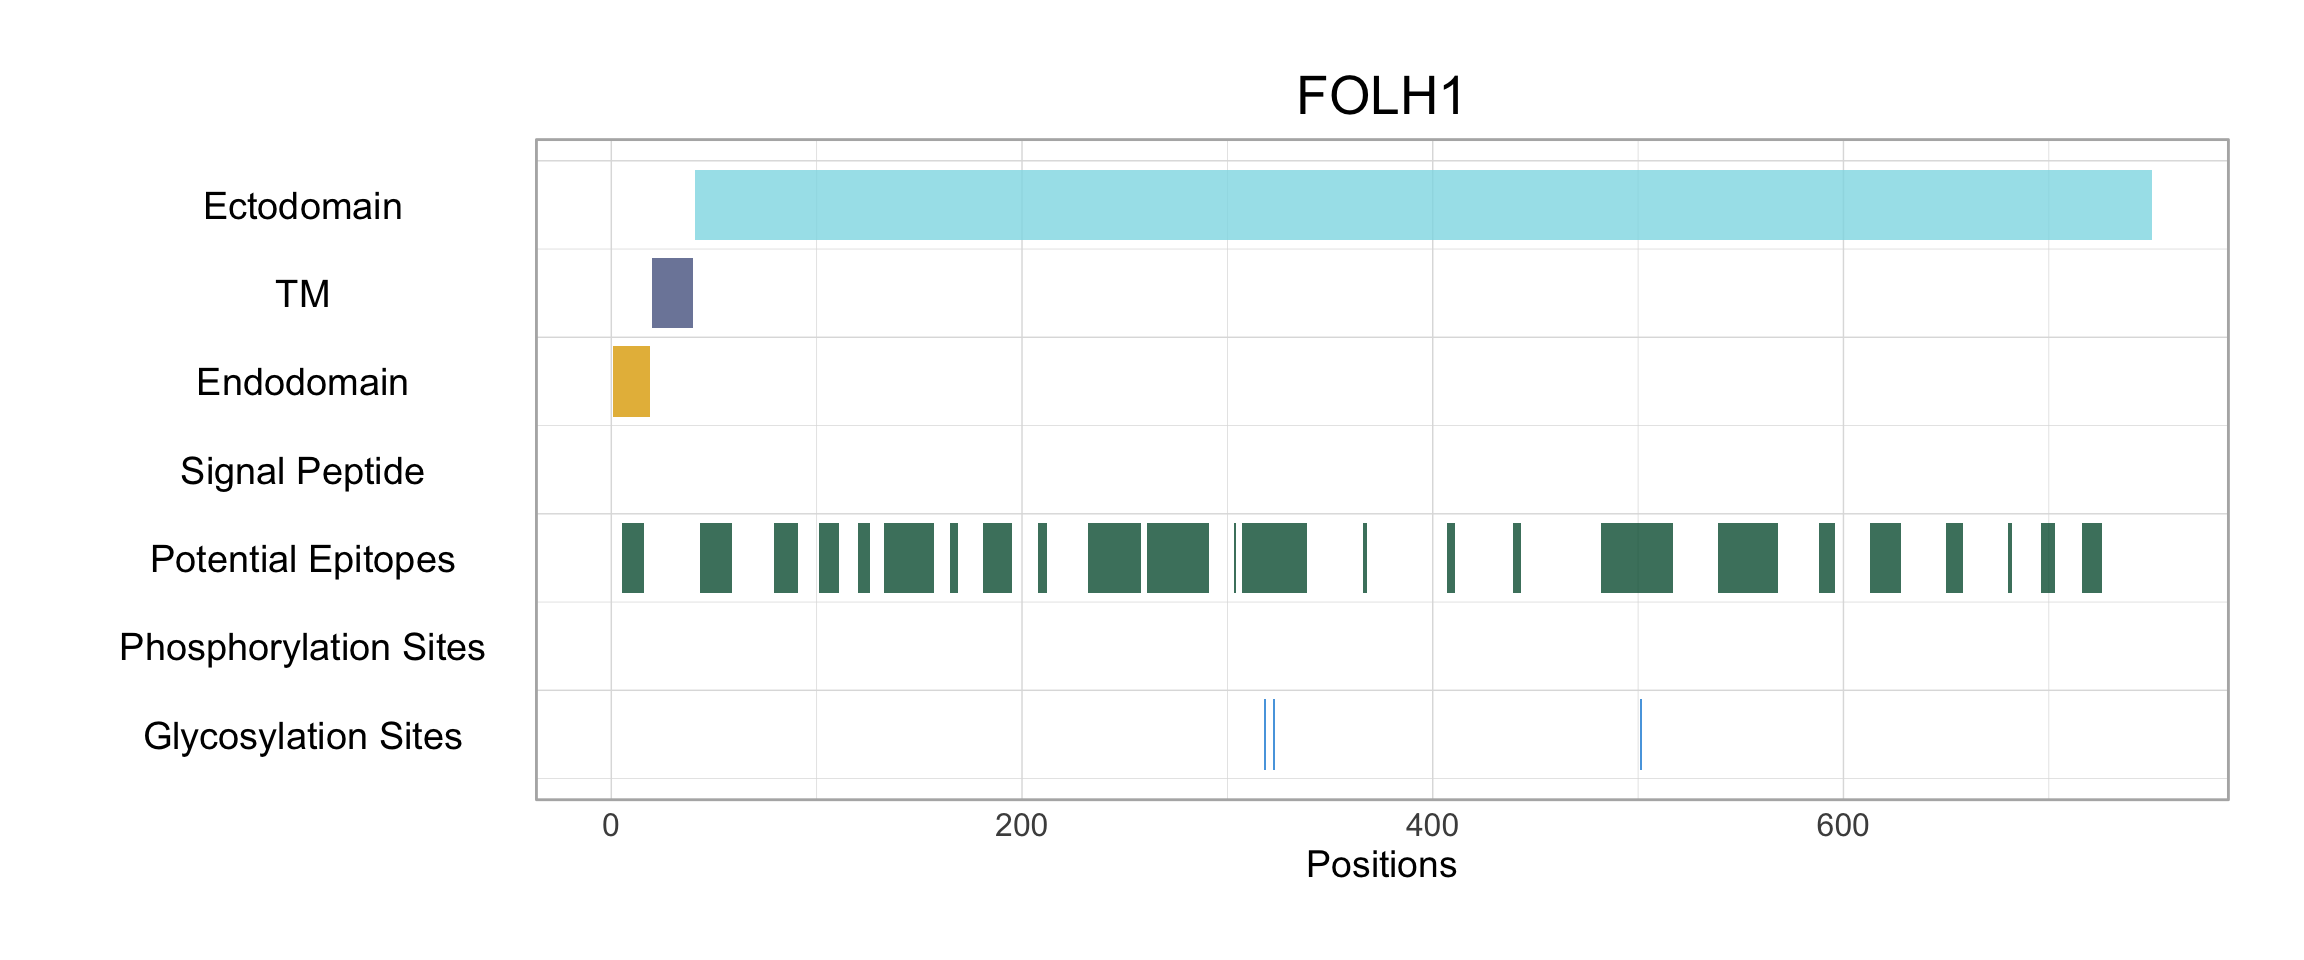 FOLH1
Ectodomain
TM
Endodomain
Signal Peptide
Potential Epitopes
Phosphorylation Sites
Glycosylation Sites
0 200 400 600
Positions